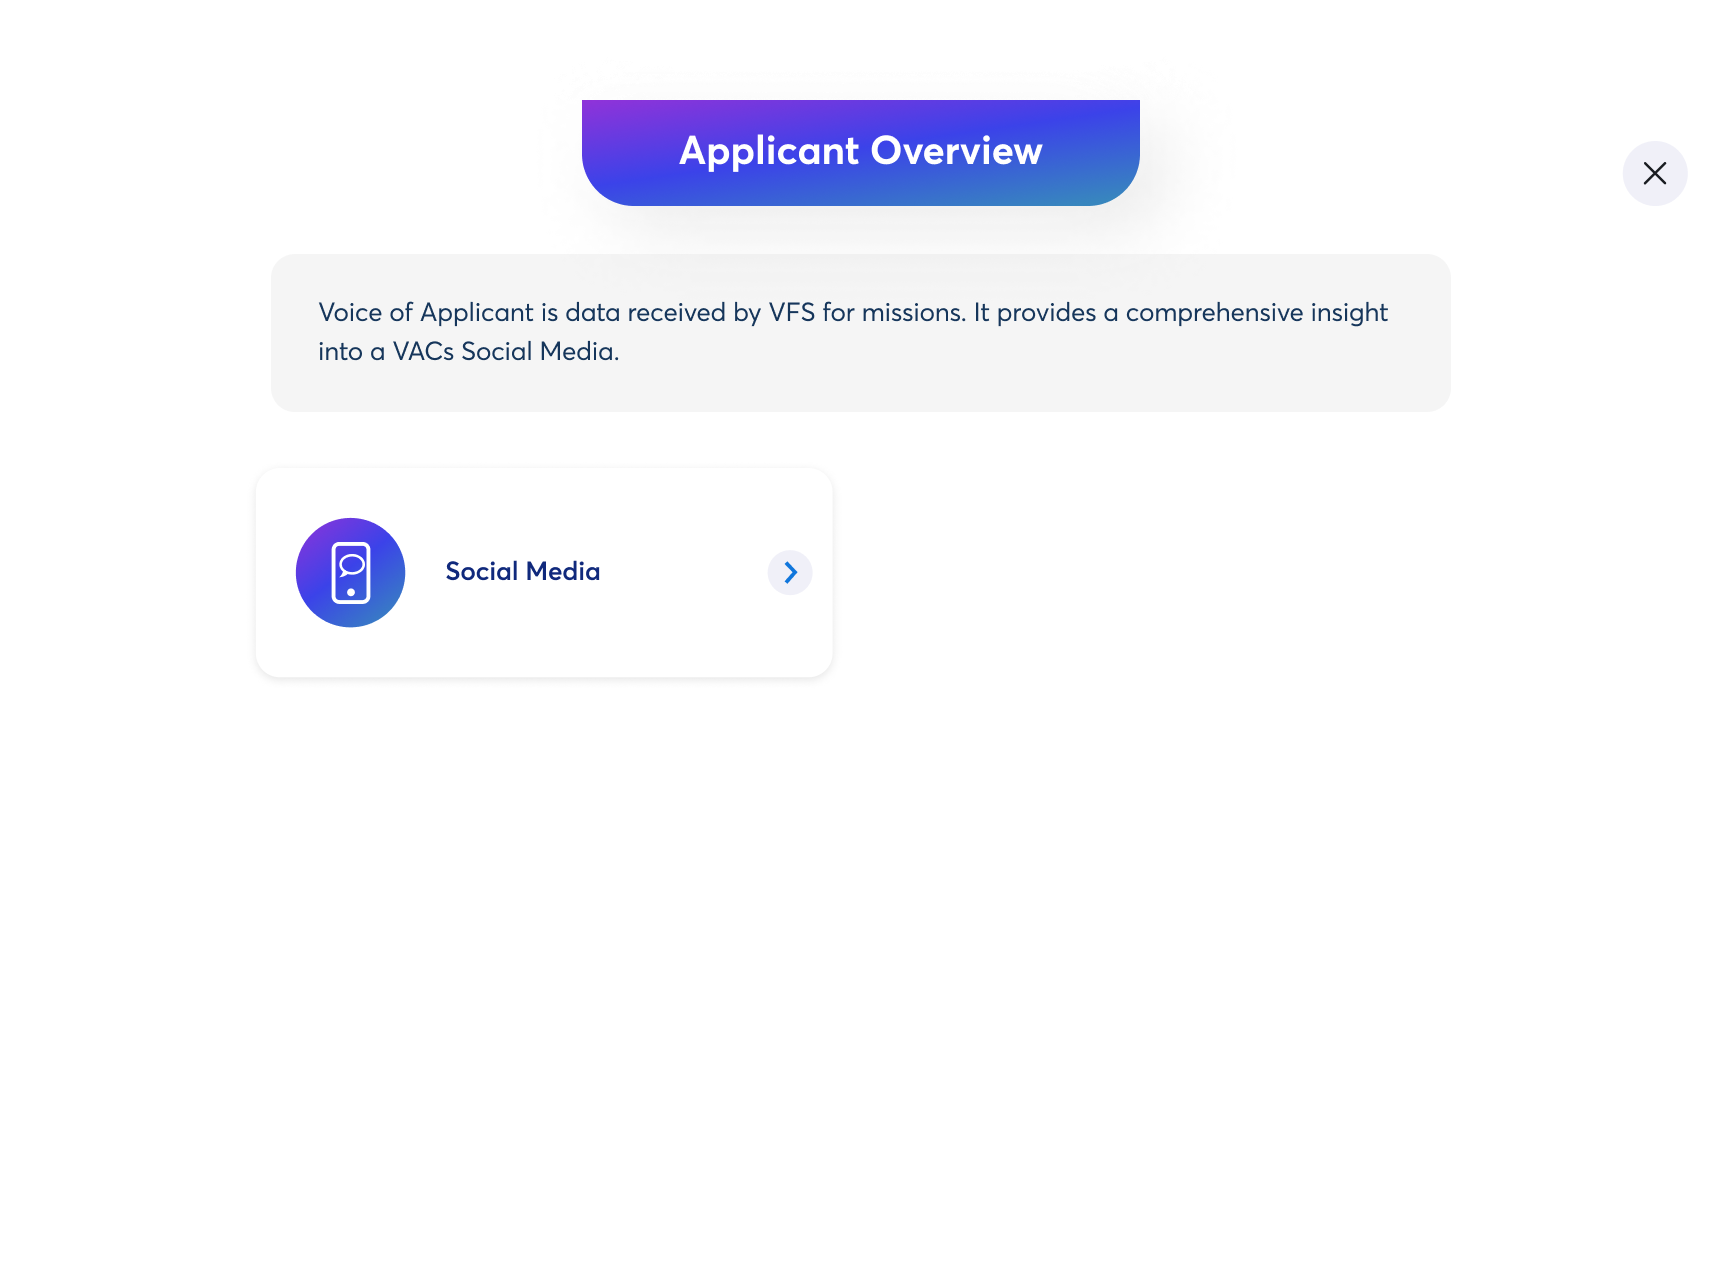 Applicant Overview
Voice of Applicant is data received by VFS for missions. It provides a comprehensive insight
into a VACs Social Media.
Social Media